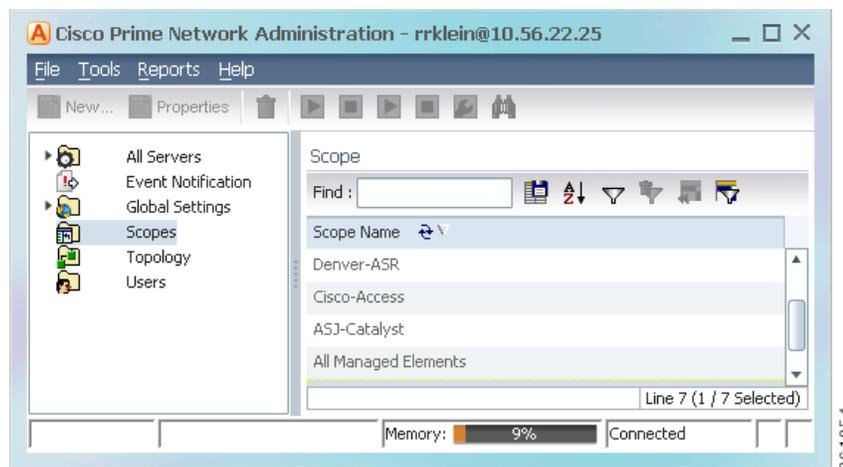 Cisco Prime Network Administration - rrklein@10.56.22.25
File Tools Reports Help
New... Properties
All Servers
Event Notification
Global Settings
Scopes
Topology
Users
Scope
Find :
Scope Name
Denver-ASR
Cisco-Access
ASJ-Catalyst
All Managed Elements
Line 7 (1 / 7 Selected)
Memory: 9% Connected